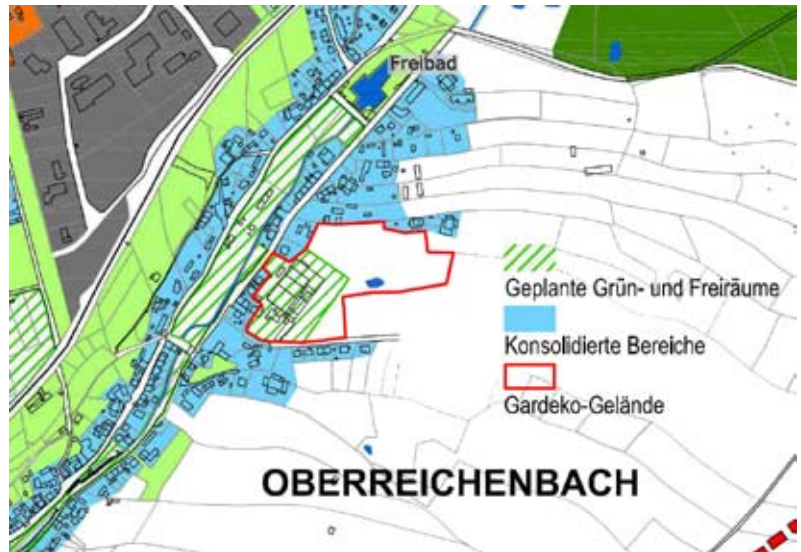 Freibad
Geplante Grün- und Freiräume
Konsolidierte Bereiche
Gardeko-Gelände
OBERREICHENBACH